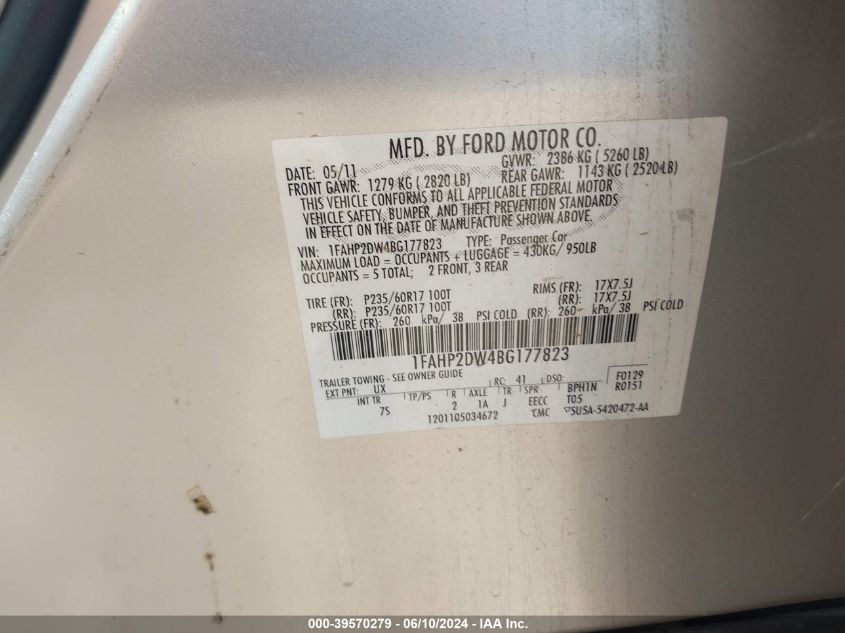 MFD. BY FORD MOTOR CO.
DATE: 05/11 GVWR: 2386 KG ( 5260 LB)
FRONT GAWR: 1279 KG ( 2820 LB) REAR GAWR: 1143 KG ( 2520 LB)
THIS VEHICLE CONFORMS TO ALL APPLICABLE FEDERAL MOTOR
VEHICLE SAFETY, BUMPER, AND THEFT PREVENTION STANDARDS
IN EFFECT ON THE DATE OF MANUFACTURE SHOWN ABOVE.
VIN: 1FAHP2DW4BG177823 TYPE: Passenger Car
MAXIMUM LOAD = OCCUPANTS + LUGGAGE = 430KG/ 950LB
OCCUPANTS = 5 TOTAL; 2 FRONT, 3 REAR
TIRE (FR): P235/60R17 100T RIMS (FR): 17X7.5J
(RR): P235/60R17 100T (RR): 17X7.5J
PRESSURE (FR): 260 kPa/ 38 PSI COLD (RR): 260 kPa/ 38 PSI COLD
1FAHP2DW4BG177823
TRAILER TOWING - SEE OWNER GUIDE
EXT PNT: UX RC: 41 DSO: F0129
INT TR TP/PS R AXLE TR SPR BPH1N R0151
7S 2 1A J EECC T05
1201105034672 CMC 5U5A-5420472-AA
000-39570279 - 06/10/2024 - IAA Inc.